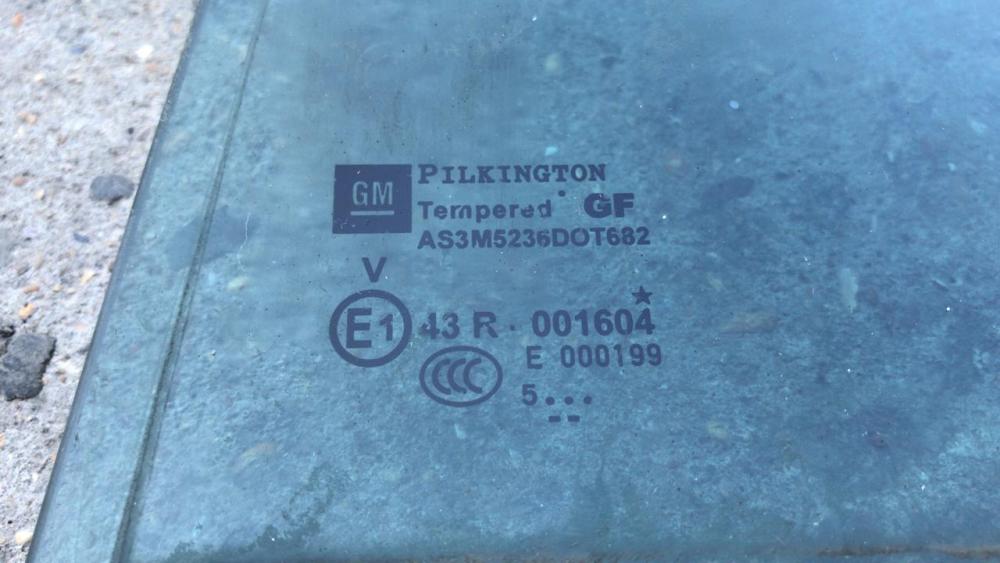 GM PILKINGTON
Tempered GF
AS3M5236DOT682
V
E1 43 R - 001604
E 000199
CCC
5...
--